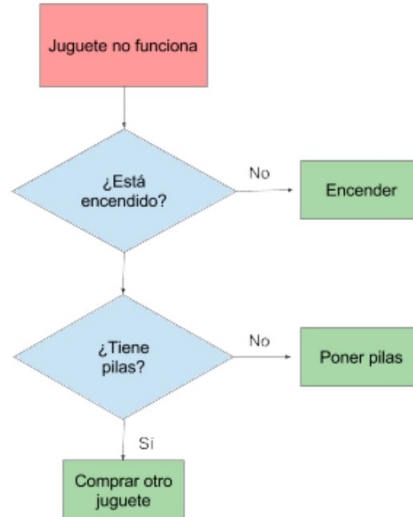 Juguete no funciona
¿Está
encendido?
No
Encender
¿Tiene
pilas?
No
Poner pilas
Sí
Comprar otro
juguete